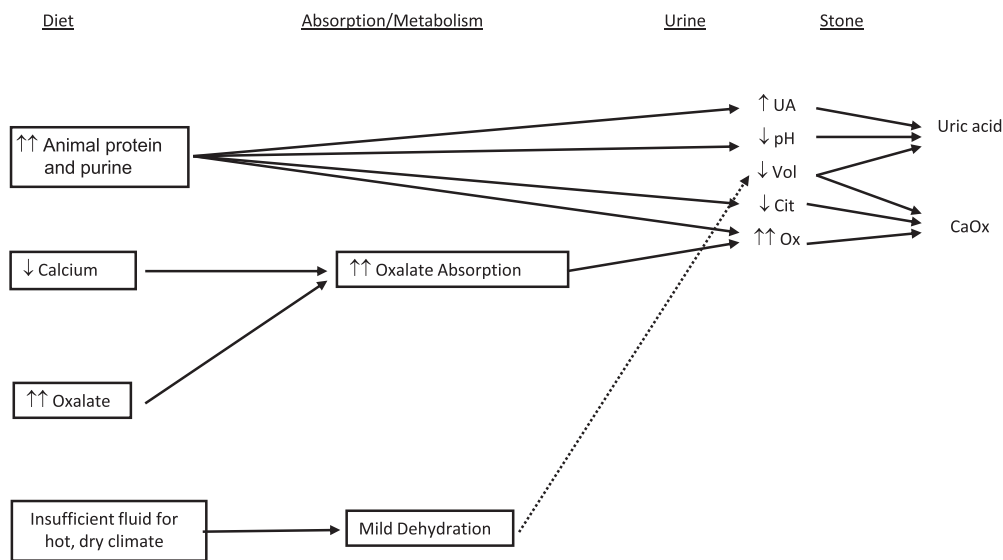 Diet
Absorption/Metabolism
Urine
Stone
↑↑ Animal protein
and purine
↓ Calcium
↑↑ Oxalate
Insufficient fluid for
hot, dry climate
↑↑ Oxalate Absorption
Mild Dehydration
↑ UA
↓ pH
↓ Vol
↓ Cit
↑↑ Ox
Uric acid
CaOx